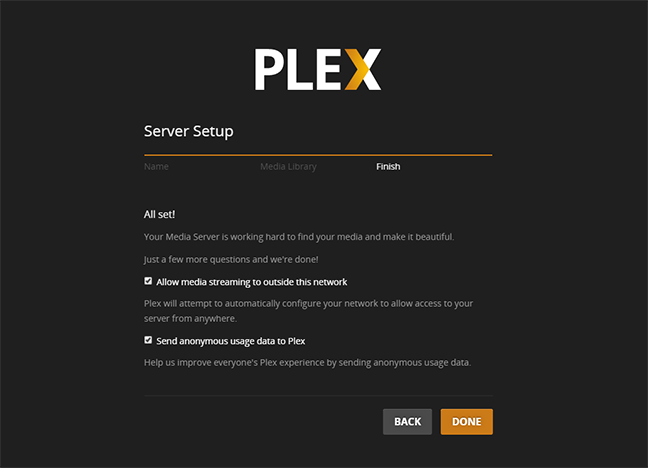 PLEX
Server Setup
Name Media Library Finish
All set!
Your Media Server is working hard to find your media and make it beautiful.
Just a few more questions and we're done!
Allow media streaming to outside this network
Plex will attempt to automatically configure your network to allow access to your
server from anywhere.
Send anonymous usage data to Plex
Help us improve everyone's Plex experience by sending anonymous usage data.
BACK DONE